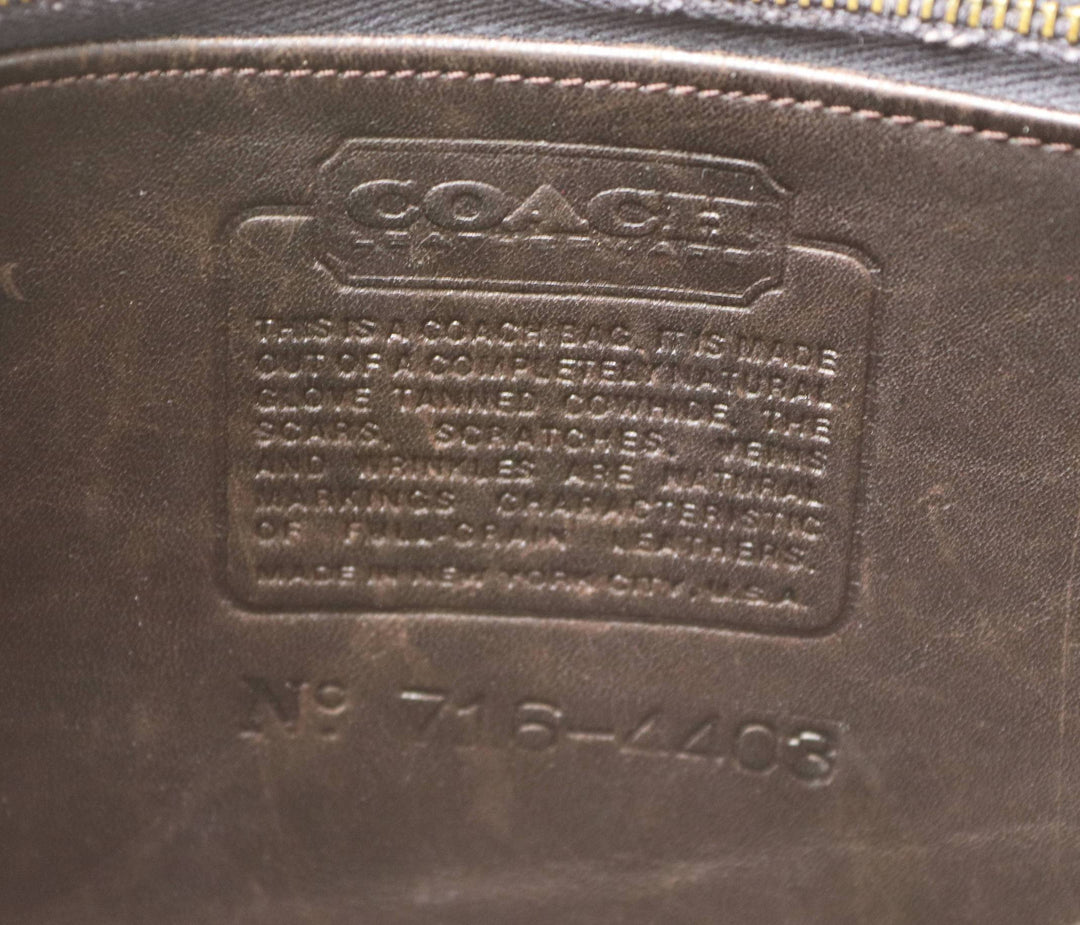 COACH
LEATHERWARE
THIS IS A COACH BAG. IT IS MADE
OUT OF A COMPLETELY NATURAL
GLOVE TANNED COWHIDE, THE
SCARS, SCRATCHES, VEINS
AND WRINKLES ARE NATURAL
MARKINGS CHARACTERISTIC
OF FULL-GRAIN LEATHERS.
MADE IN NEW YORK CITY, U.S.A.
Nº 716-4403